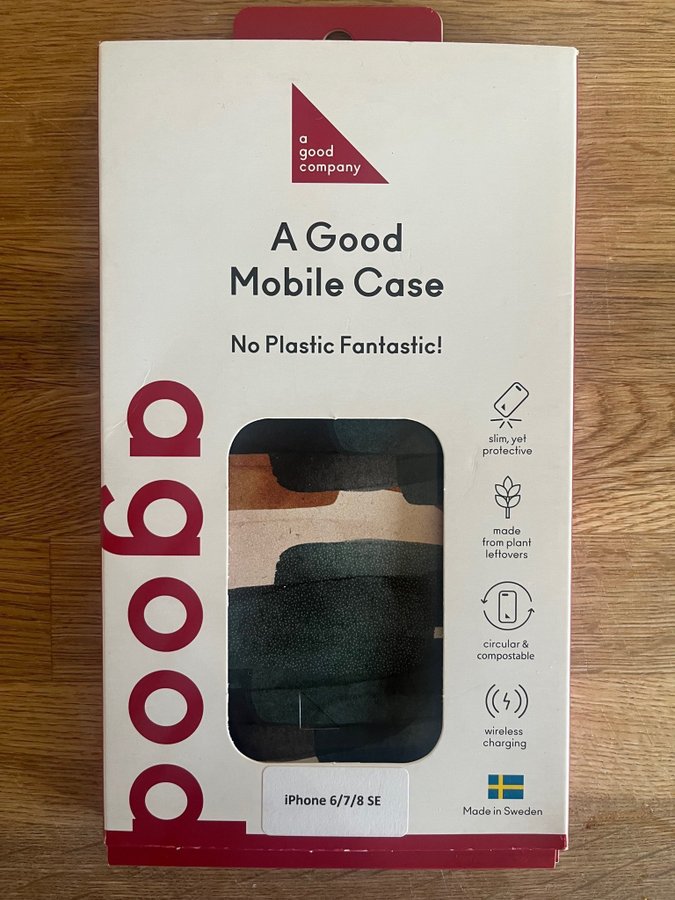 a
good
company
A Good
Mobile Case
No Plastic Fantastic!
agood
slim, yet
protective
made
from plant
leftovers
circular &
compostable
wireless
charging
Made in Sweden
iPhone 6/7/8 SE